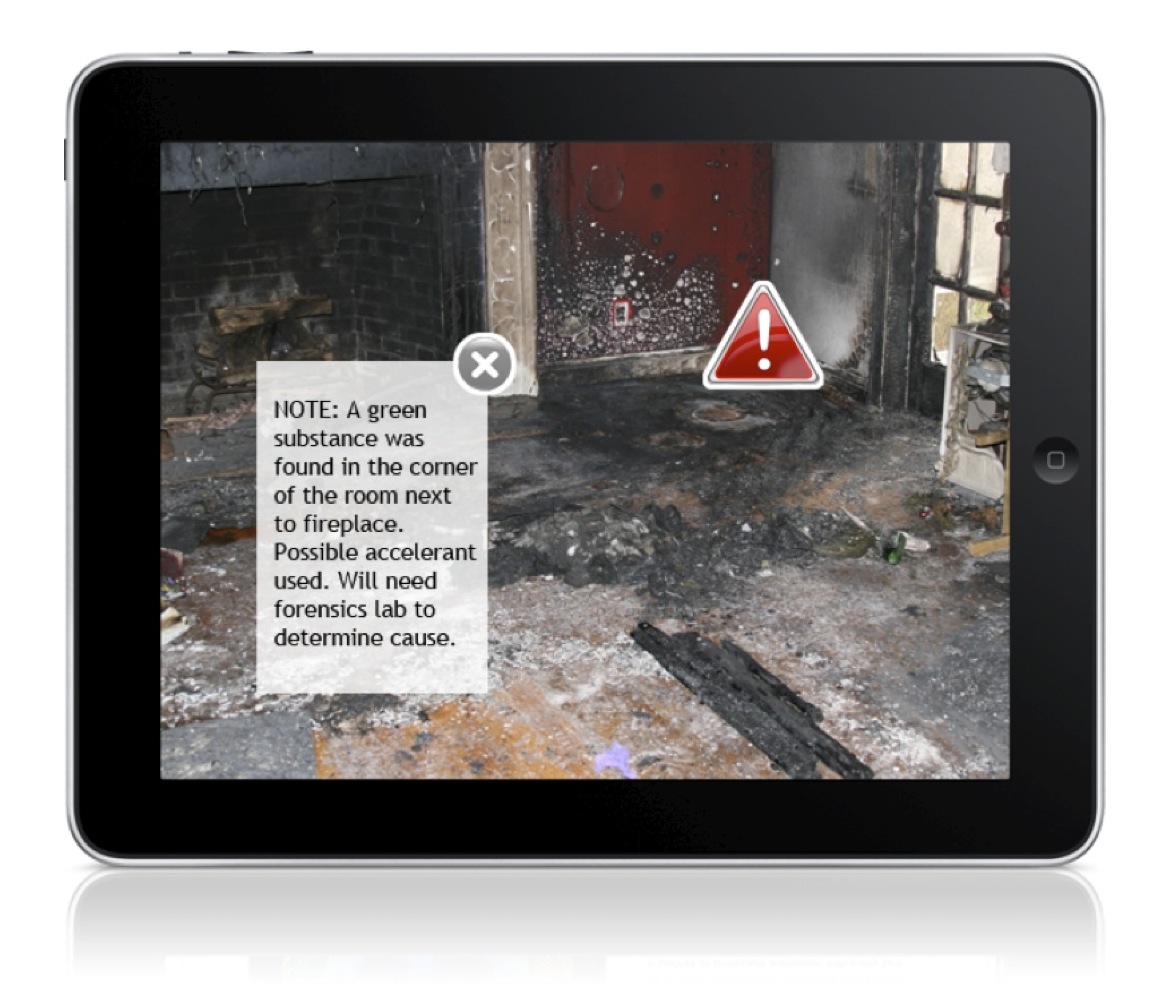 NOTE: A green
substance was
found in the corner
of the room next
to fireplace.
Possible accelerant
used. Will need
forensics lab to
determine cause.